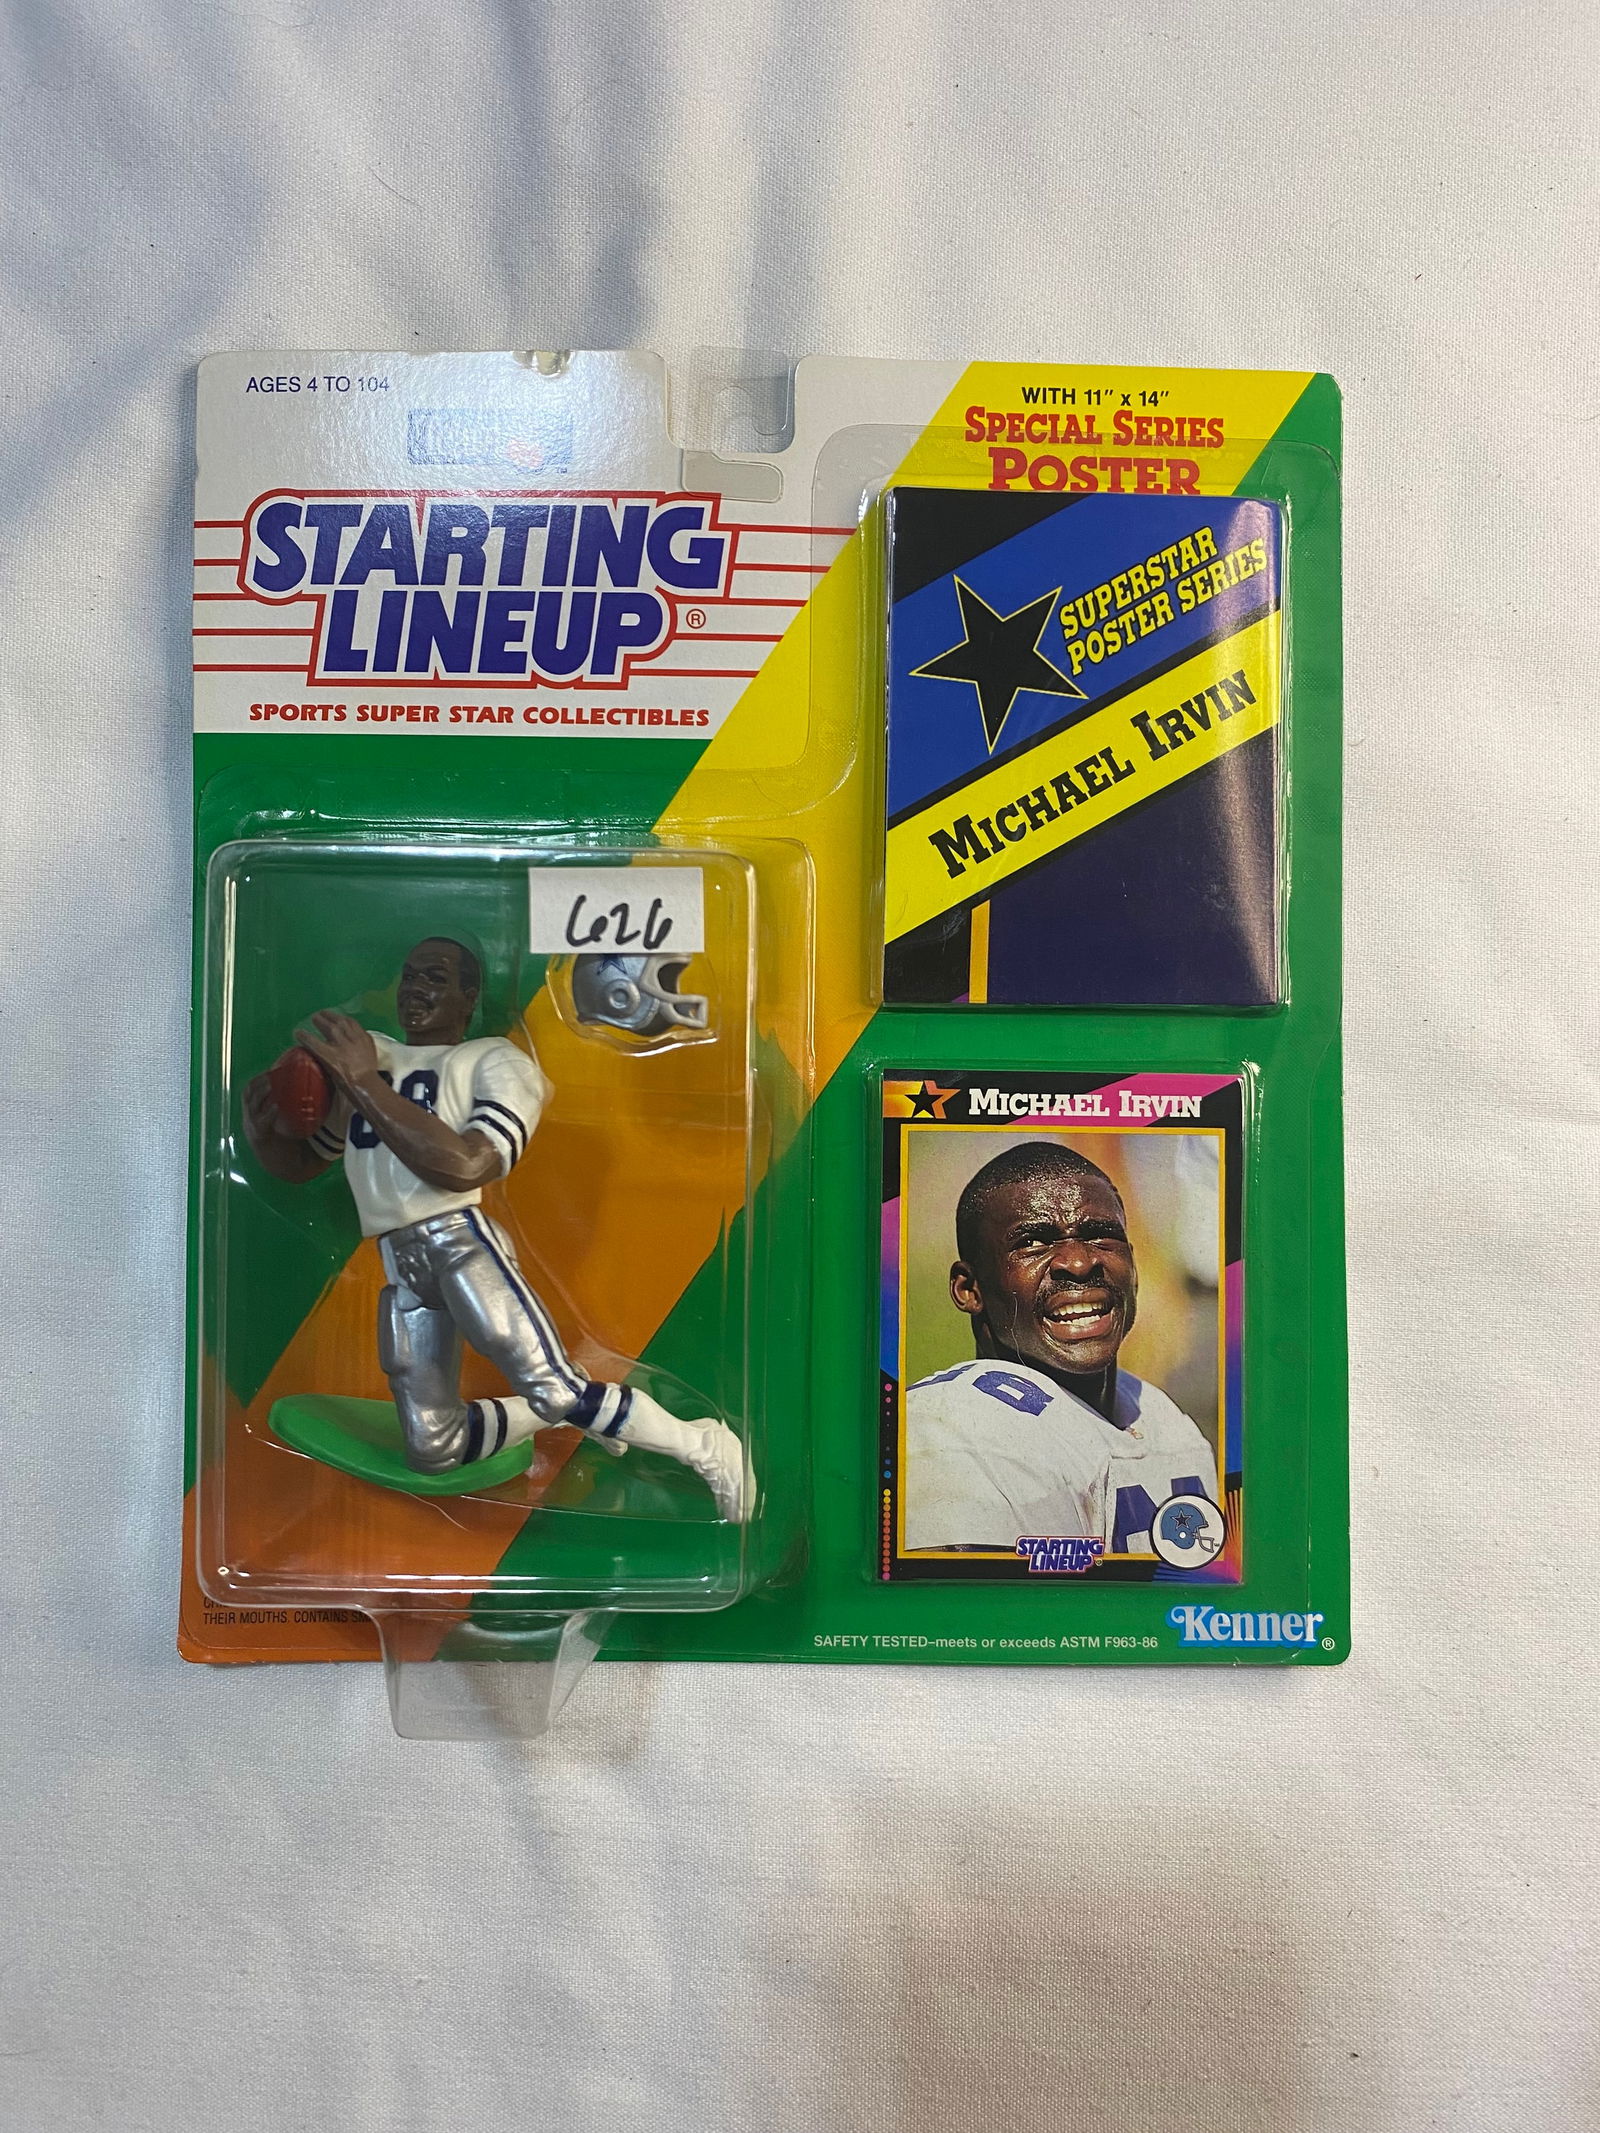 AGES 4 TO 104
WITH 11" x 14"
SPECIAL SERIES
POSTER
STARTING
LINEUP®
SPORTS SUPER STAR COLLECTIBLES
SUPERSTAR
POSTER SERIES
MICHAEL IRVIN
626
MICHAEL IRVIN
STARTING
LINEUP
THEIR MOUTHS. CONTAINS
SAFETY TESTED–meets or exceeds ASTM F963-86
Kenner®